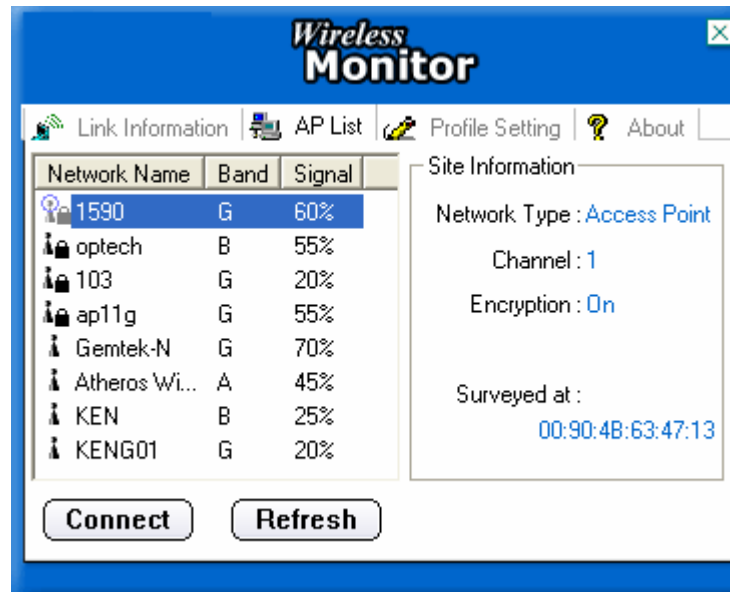 Wireless
Monitor
Link Information AP List Profile Setting About
Network Name Band Signal
1590 G 60%
optech B 55%
103 G 20%
ap11g G 55%
Gemtek-N G 70%
Atheros Wi... A 45%
KEN B 25%
KENG01 G 20%
Site Information
Network Type : Access Point
Channel : 1
Encryption : On
Surveyed at :
00:90:4B:63:47:13
Connect Refresh